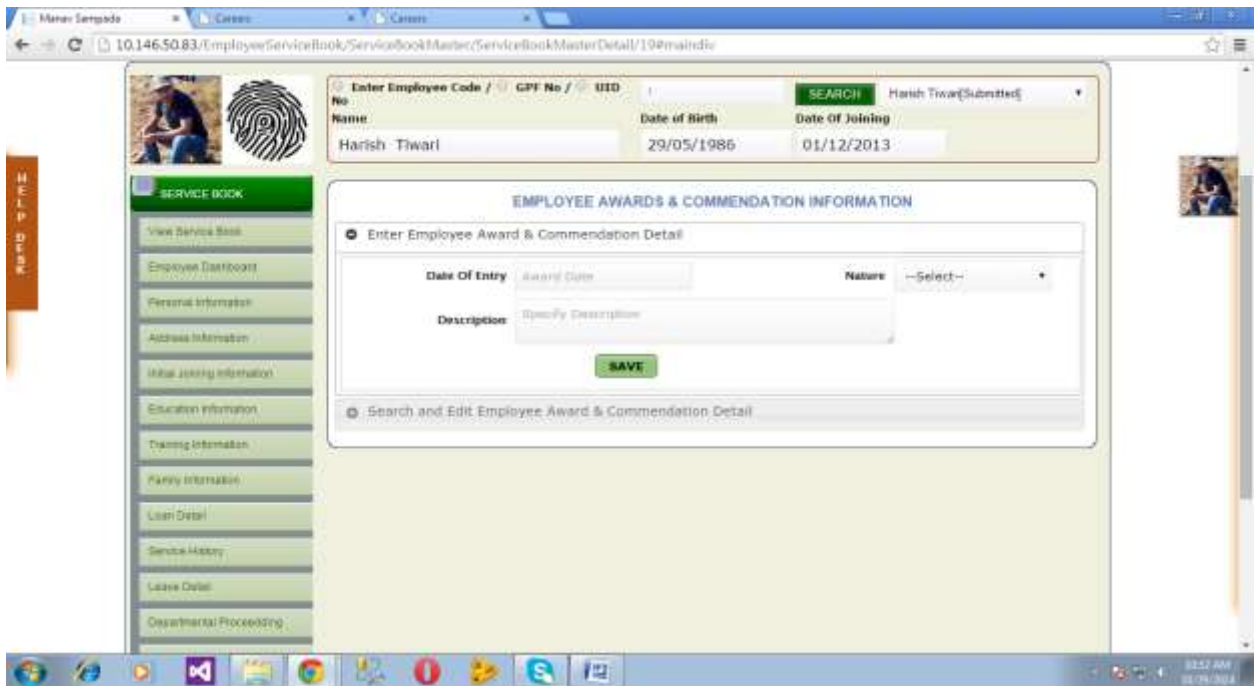 Manav Sampada
Careers
Careers
10.146.50.83/EmployeeServiceBook/ServiceBookMaster/ServiceBookMasterDetail/19#maindiv
Enter Employee Code / GPF No / UID No
SEARCH
Harish Tiwari[Submitted]
Name
Date of Birth
Date Of Joining
Harish Tiwari
29/05/1986
01/12/2013
HELP DESK
SERVICE BOOK
View Service Book
Employee Dashboard
Personal Information
Address Information
Initial Joining Information
Education Information
Training Information
Family Information
Loan Detail
Service History
Leave Detail
Departmental Proceedding
EMPLOYEE AWARDS & COMMENDATION INFORMATION
Enter Employee Award & Commendation Detail
Date Of Entry
Award Date
Nature
--Select--
Description
Specify Description
SAVE
Search and Edit Employee Award & Commendation Detail
10:52 AM